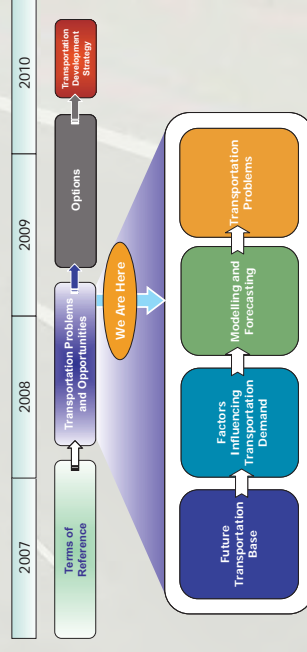 2007
2008
2009
2010
Terms of
Reference
Transportation Problems
and Opportunities
Options
Transportation
Development
Strategy
We Are Here
Future
Transportation
Base
Factors
Influencing
Transportation
Demand
Modelling and
Forecasting
Transportation
Problems